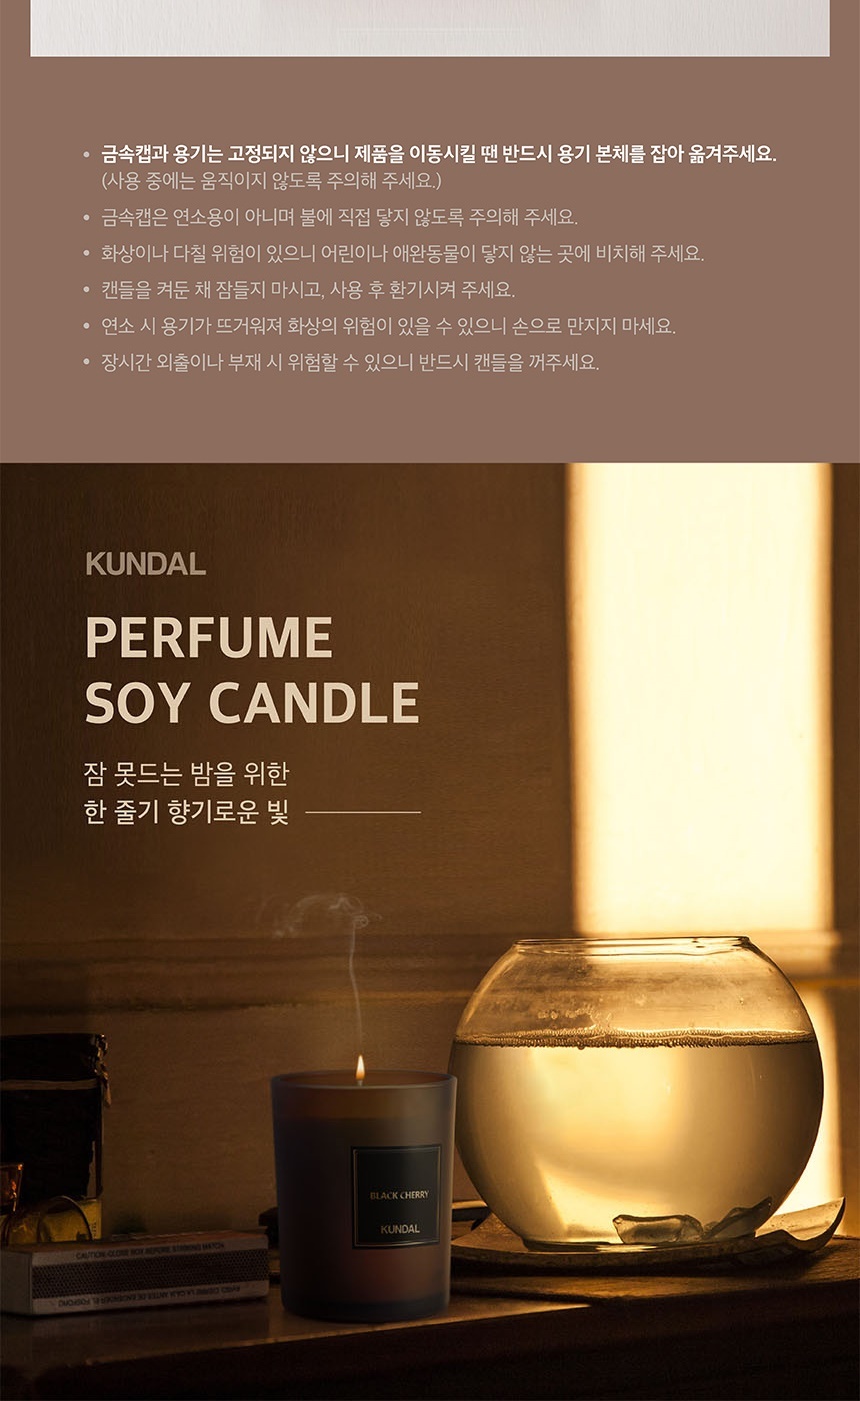 • 금속캡과 용기는 고정되지 않으니 제품을 이동시킬 땐 반드시 용기 본체를 잡아 옮겨주세요.
(사용 중에는 움직이지 않도록 주의해 주세요.)
• 금속캡은 연소용이 아니며 불에 직접 닿지 않도록 주의해 주세요.
• 화상이나 다칠 위험이 있으니 어린이나 애완동물이 닿지 않는 곳에 비치해 주세요.
• 캔들을 켜둔 채 잠들지 마시고, 사용 후 환기시켜 주세요.
• 연소 시 용기가 뜨거워져 화상의 위험이 있을 수 있으니 손으로 만지지 마세요.
• 장시간 외출이나 부재 시 위험할 수 있으니 반드시 캔들을 꺼주세요.
KUNDAL
PERFUME
SOY CANDLE
잠 못드는 밤을 위한
한 줄기 향기로운 빛
BLACK CHERRY
KUNDAL
CAUTION-CLOSE BOX BEFORE STRIKING MATCH